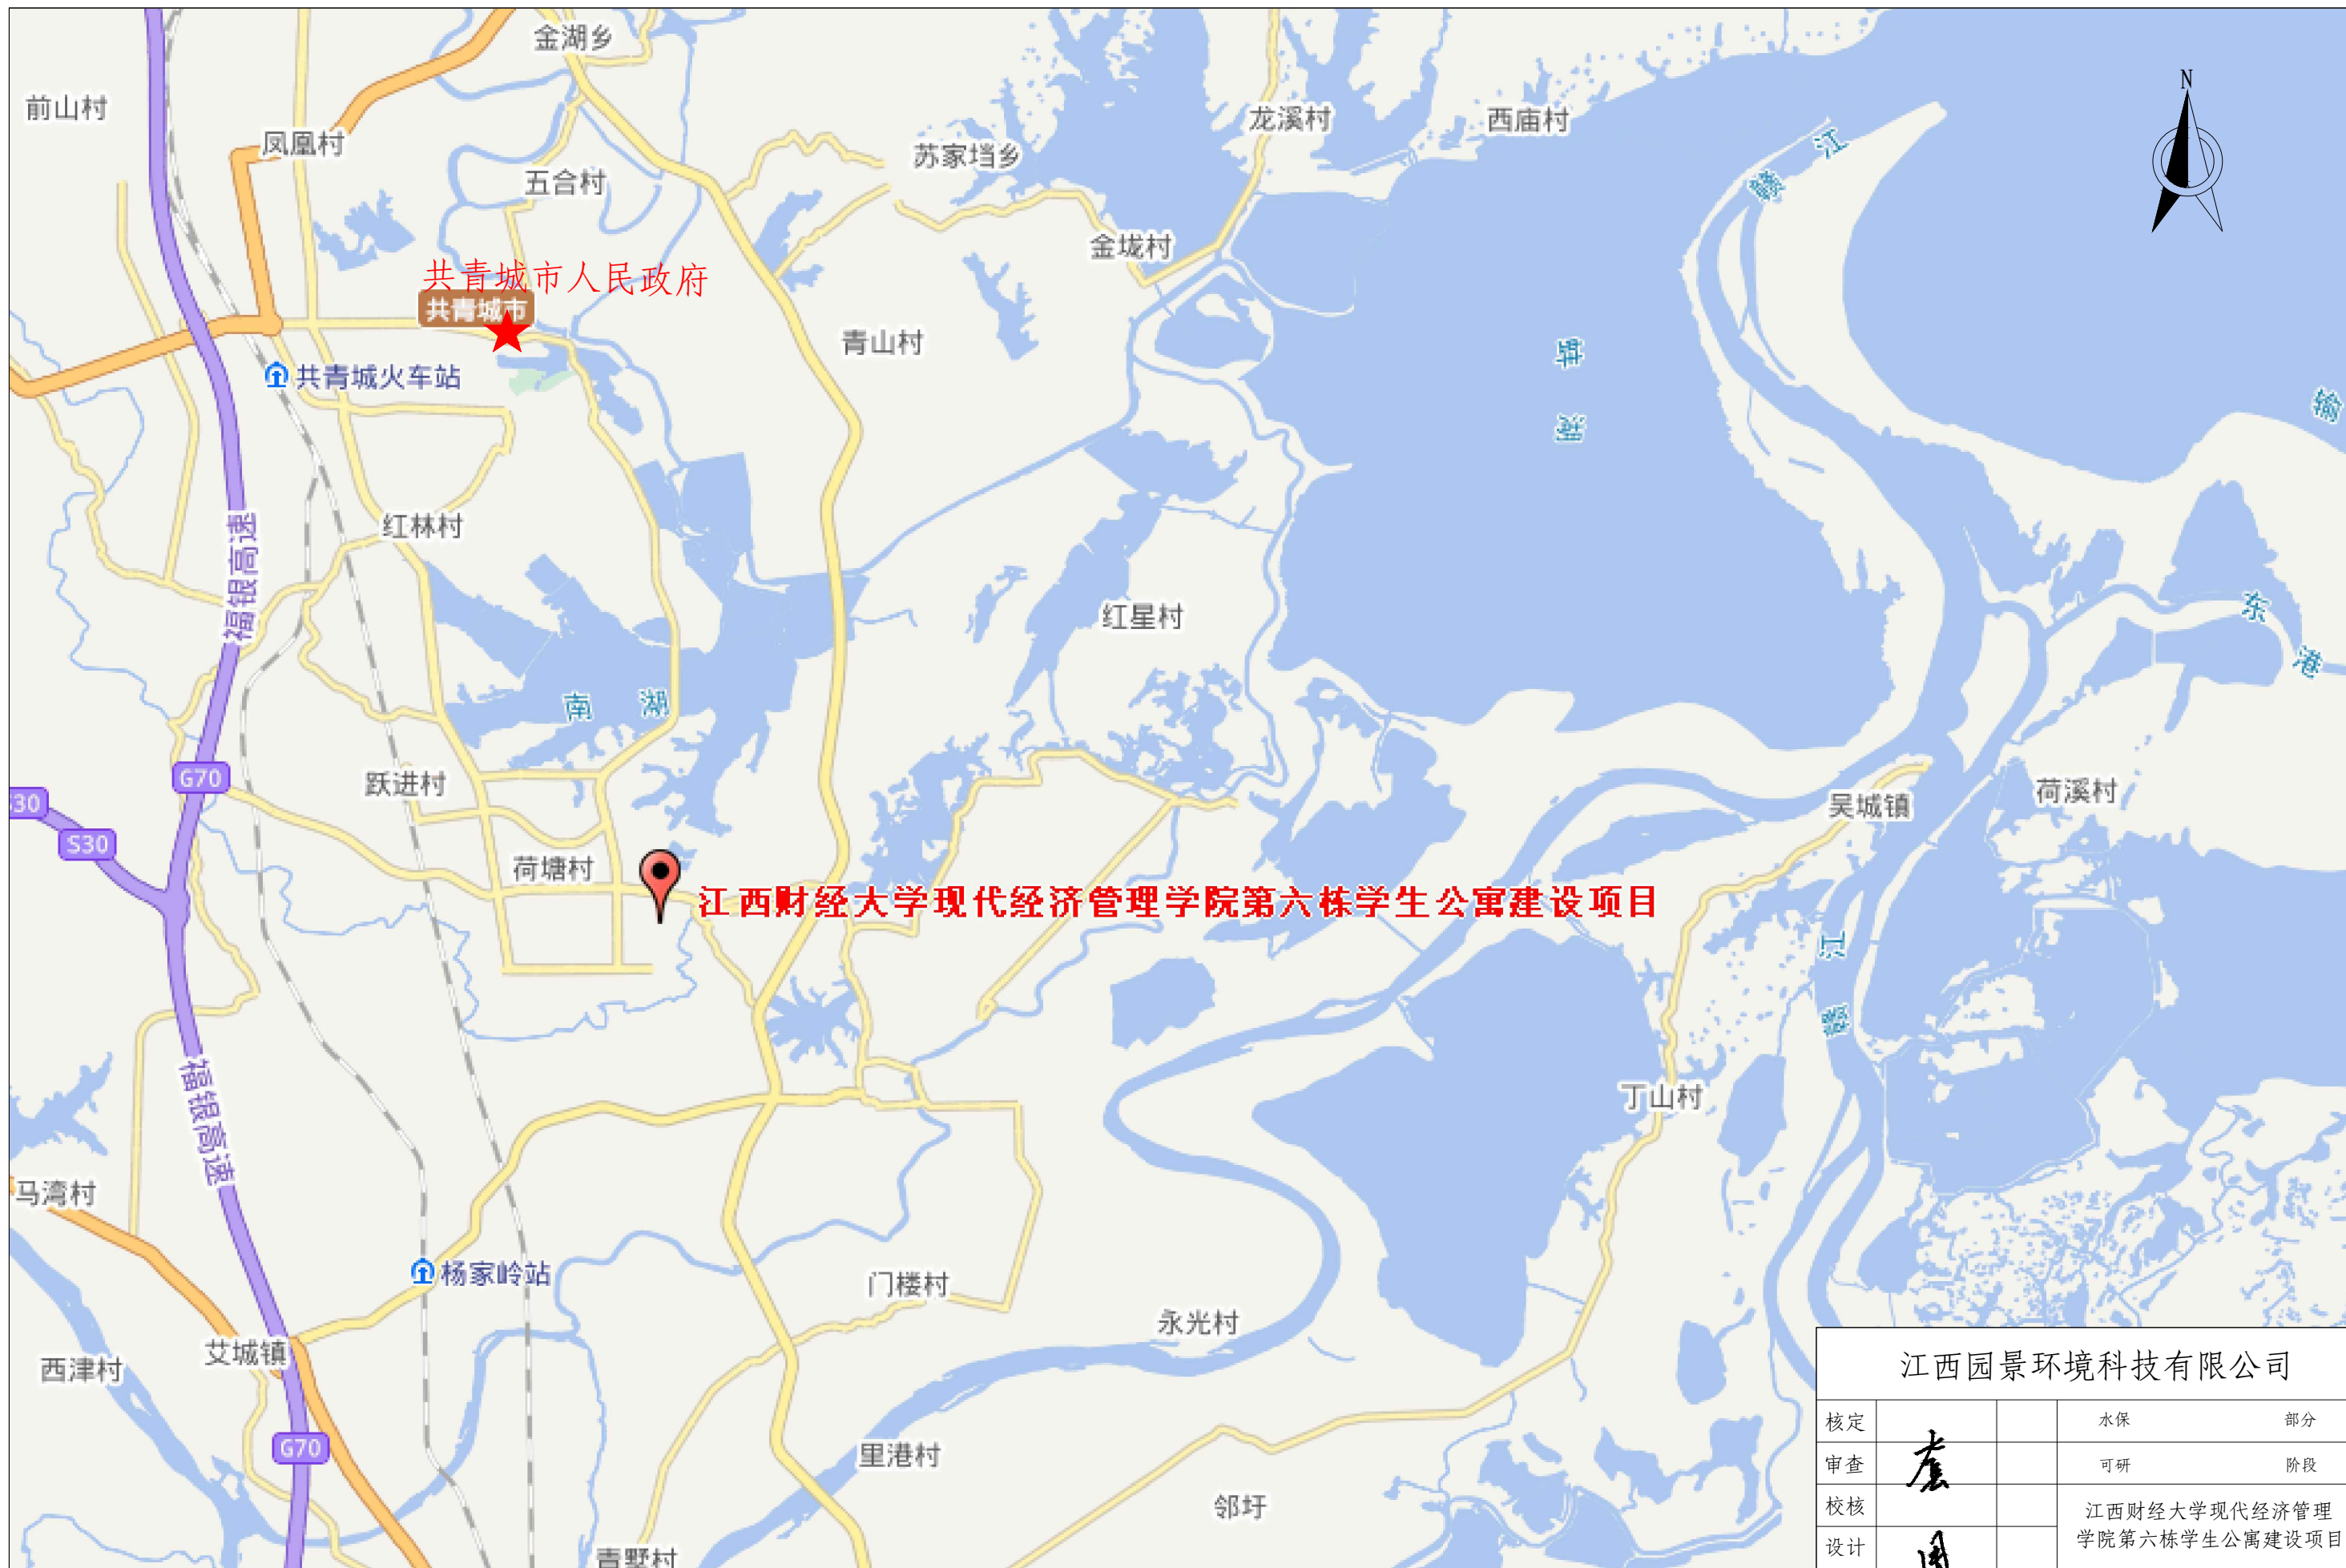 金湖乡
前山村
N
龙溪村
西庙村
凤凰村
苏家垱乡
赣江
五合村
金垅村
共青城市人民政府
共青城市
青山村
蚌湖
共青城火车站
红林村
福银高速
红星村
东港
南湖
G70
跃进村
荷溪村
S30
吴城镇
S30
荷塘村
江西财经大学现代经济管理学院第六栋学生公寓建设项目
赣江
福银高速
丁山村
马湾村
杨家岭站
门楼村
永光村
艾城镇
西津村
G70
里港村
邻圩
青墅村
江西园景环境科技有限公司
核定
水保 部分
审查
可研 阶段
校核
江西财经大学现代经济管理
学院第六栋学生公寓建设项目
设计